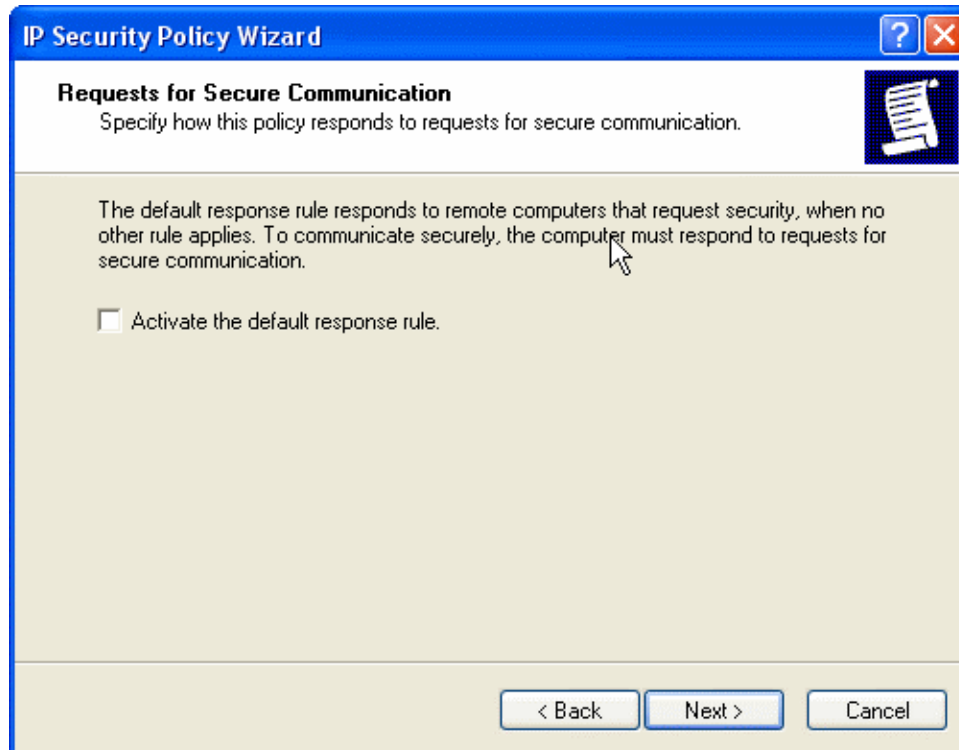 IP Security Policy Wizard
?
Requests for Secure Communication
Specify how this policy responds to requests for secure communication.
The default response rule responds to remote computers that request security, when no
other rule applies. To communicate securely, the computer must respond to requests for
secure communication.
Activate the default response rule.
< Back
Next >
Cancel